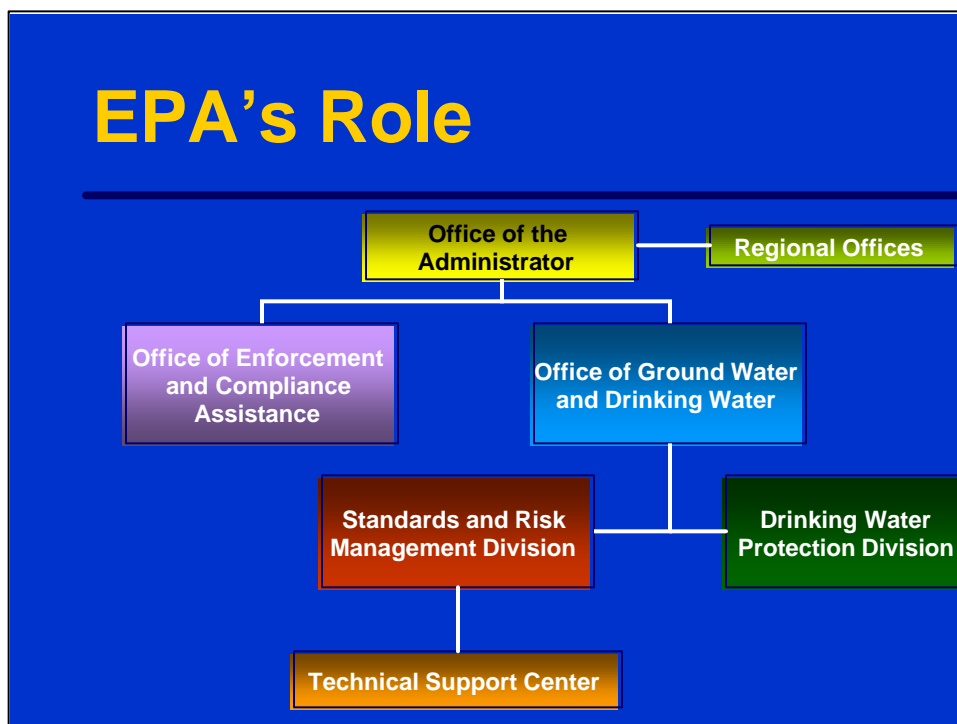 EPA's Role
Office of the
Administrator
Regional Offices
Office of Enforcement
and Compliance
Assistance
Office of Ground Water
and Drinking Water
Standards and Risk
Management Division
Drinking Water
Protection Division
Technical Support Center